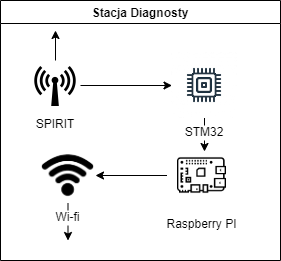 Stacja Diagnosty
SPIRIT
STM32
Wi-fi
Raspberry PI